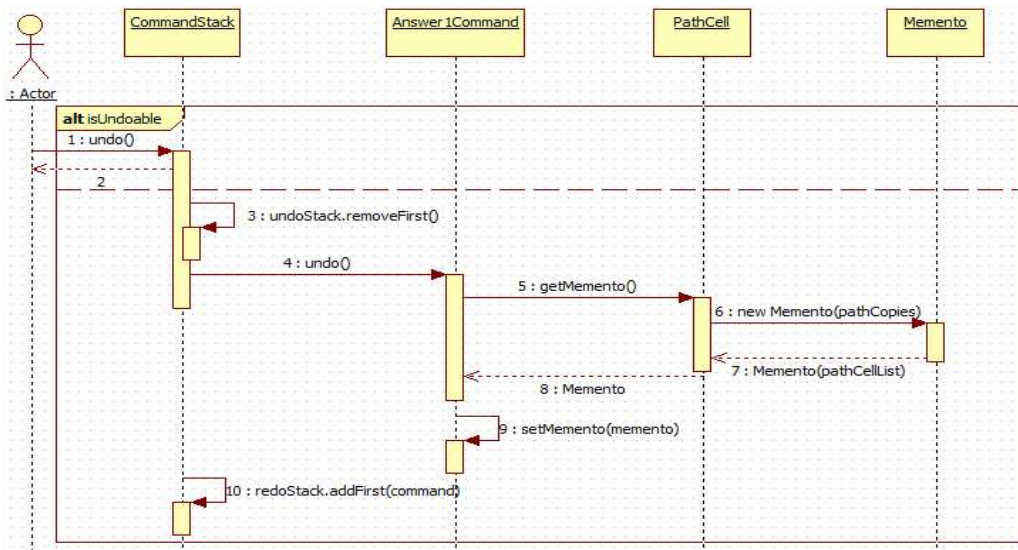 CommandStack
Answer1Command
PathCell
Memento
: Actor
alt isUndoable
1 : undo()
2
3 : undoStack.removeFirst()
4 : undo()
5 : getMemento()
6 : new Memento(pathCopies)
7 : Memento(pathCellList)
8 : Memento
9 : setMemento(memento)
10 : redoStack.addFirst(command)